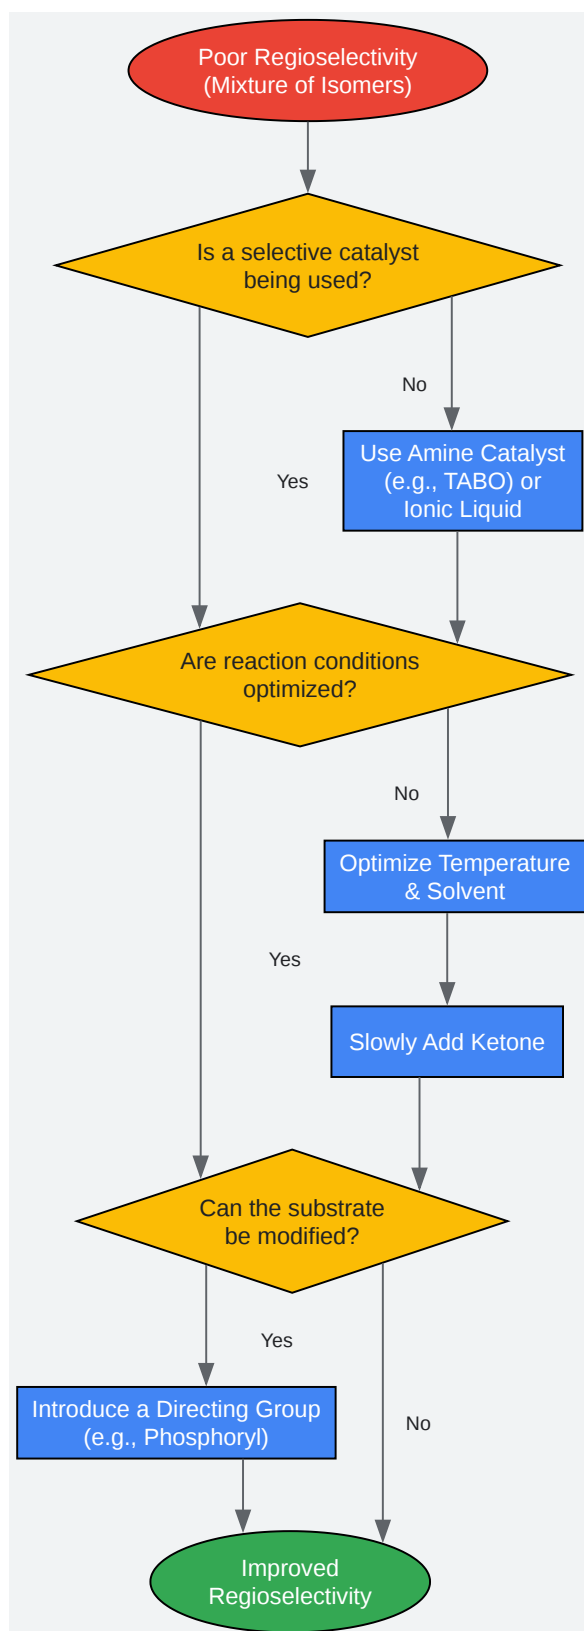 Poor Regioselectivity
(Mixture of Isomers)
Is a selective catalyst
being used?
No
Use Amine Catalyst
(e.g., TABO) or
Ionic Liquid
Yes
Are reaction conditions
optimized?
No
Optimize Temperature
& Solvent
Yes
Slowly Add Ketone
Can the substrate
be modified?
Yes
Introduce a Directing Group
(e.g., Phosphoryl)
No
Improved
Regioselectivity